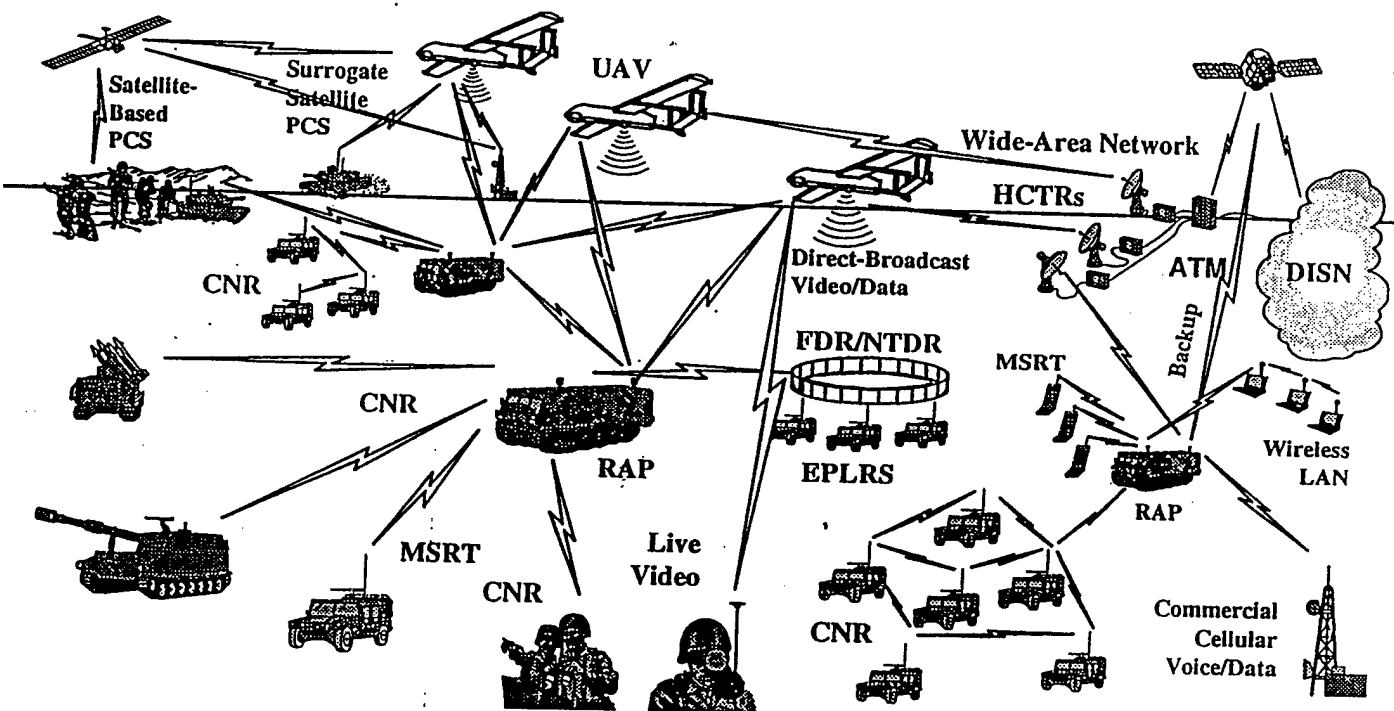 Satellite-
Based
PCS
Surrogate
Satellite
PCS
UAV
Wide-Area Network
HCTRs
Direct-Broadcast
Video/Data
ATM
DISN
CNR
Backup
FDR/NTDR
MSRT
CNR
RAP
EPLRS
Wireless
LAN
RAP
MSRT
Live
Video
CNR
CNR
Commercial
Cellular
Voice/Data